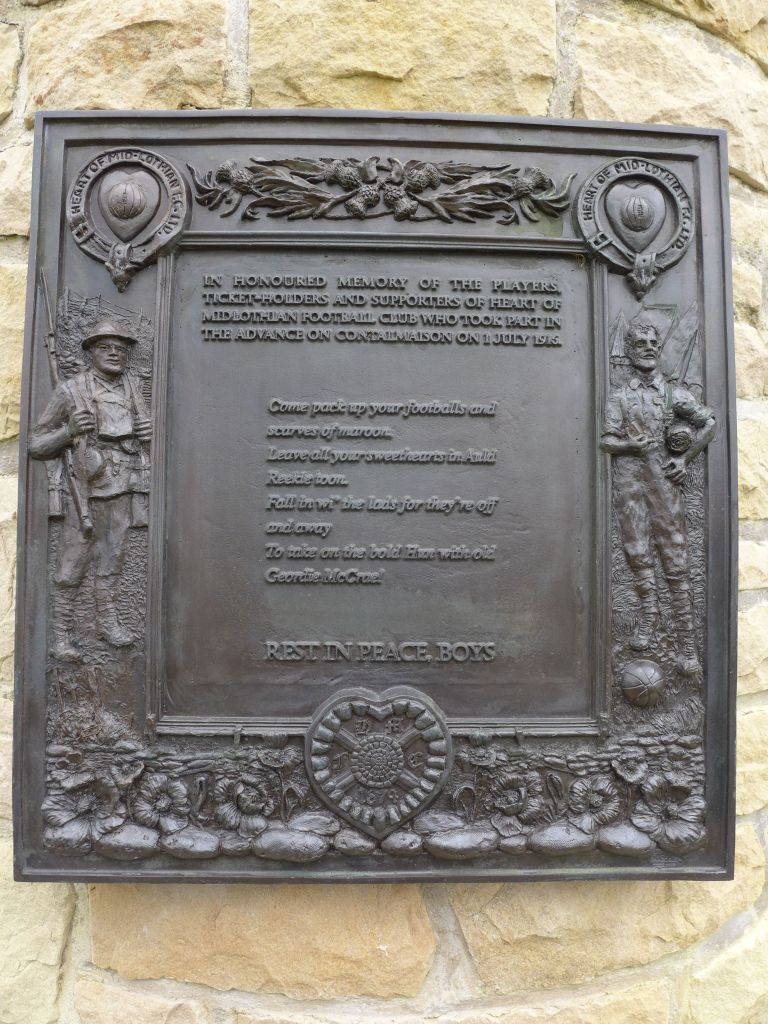 HEART OF MID-LOTHIAN F.C. LTD.
HEART OF MID-LOTHIAN F.C. LTD.
IN HONOURED MEMORY OF THE PLAYERS,
TICKET-HOLDERS AND SUPPORTERS OF HEART OF
MIDLOTHIAN FOOTBALL CLUB WHO TOOK PART IN
THE ADVANCE ON CONTALMAISON ON 1 JULY 1916.
Come pack up your footballs and
scarves of maroon.
Leave all your sweethearts in Auld
Reekie toon.
Fall in wi' the lads for they're off
and away
To take on the bold Hun with old
Geordie McCrae!
REST IN PEACE, BOYS